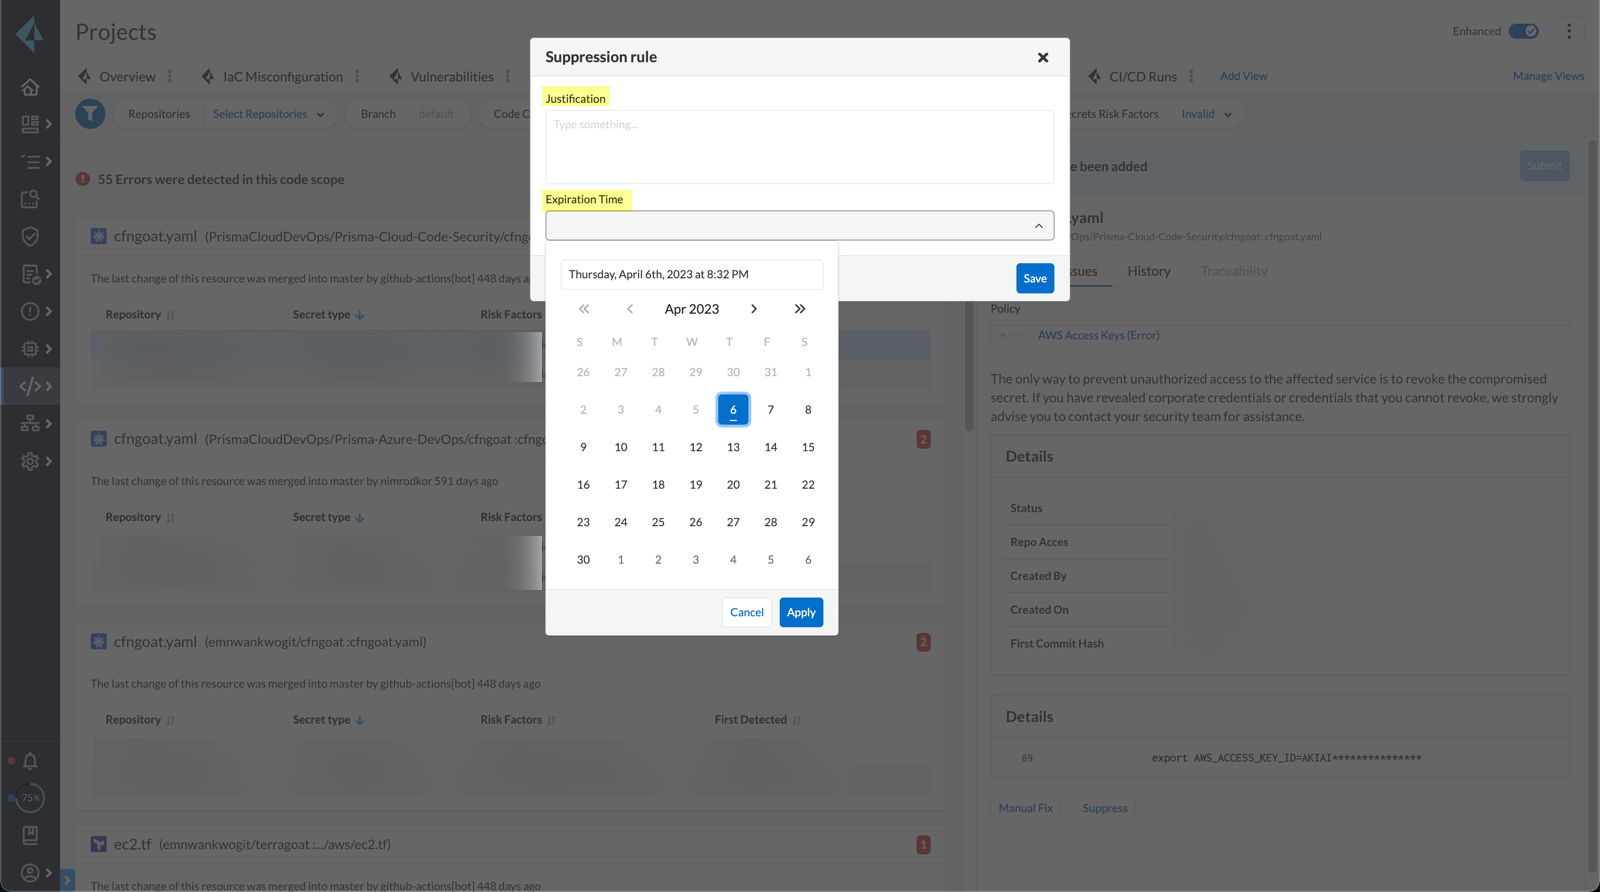 Projects
Enhanced
Overview
IaC Misconfiguration
Vulnerabilities
CI/CD Runs
Add View
Manage Views
Repositories
Select Repositories
Branch
default
Code C
crets Risk Factors
Invalid
Suppression rule
Justification
Type something...
Expiration Time
Save
Thursday, April 6th, 2023 at 8:32 PM
Apr 2023
S M T W T F S
26 27 28 29 30 31 1
2 3 4 5 6 7 8
9 10 11 12 13 14 15
16 17 18 19 20 21 22
23 24 25 26 27 28 29
30 1 2 3 4 5 6
Cancel
Apply
55 Errors were detected in this code scope
cfngoat.yaml (PrismaCloudDevOps/Prisma-Cloud-Code-Security/cfngo
The last change of this resource was merged into master by github-actions[bot] 448 days ag
Repository Secret type Risk Factors
cfngoat.yaml (PrismaCloudDevOps/Prisma-Azure-DevOps/cfngoat :cfngoat
2
The last change of this resource was merged into master by nimrodkor 591 days ago
Repository Secret type Risk Factors
cfngoat.yaml (emnwankwogit/cfngoat :cfngoat.yaml)
2
The last change of this resource was merged into master by github-actions[bot] 448 days ago
Repository Secret type Risk Factors First Detected
ec2.tf (emnwankwogit/terragoat :.../aws/ec2.tf)
1
The last change of this resource was merged into master by github-actions[bot] 448 days ago
75%
e been added
Submit
.yaml
Ops/Prisma-Cloud-Code-Security/cfngoat: cfngoat.yaml
ssues
History
Traceability
Policy
AWS Access Keys (Error)
The only way to prevent unauthorized access to the affected service is to revoke the compromised
secret. If you have revealed corporate credentials or credentials that you cannot revoke, we strongly
advise you to contact your security team for assistance.
Details
Status
Repo Acces
Created By
Created On
First Commit Hash
Details
69 export AWS_ACCESS_KEY_ID=AKIAI***************
Manual Fix
Suppress